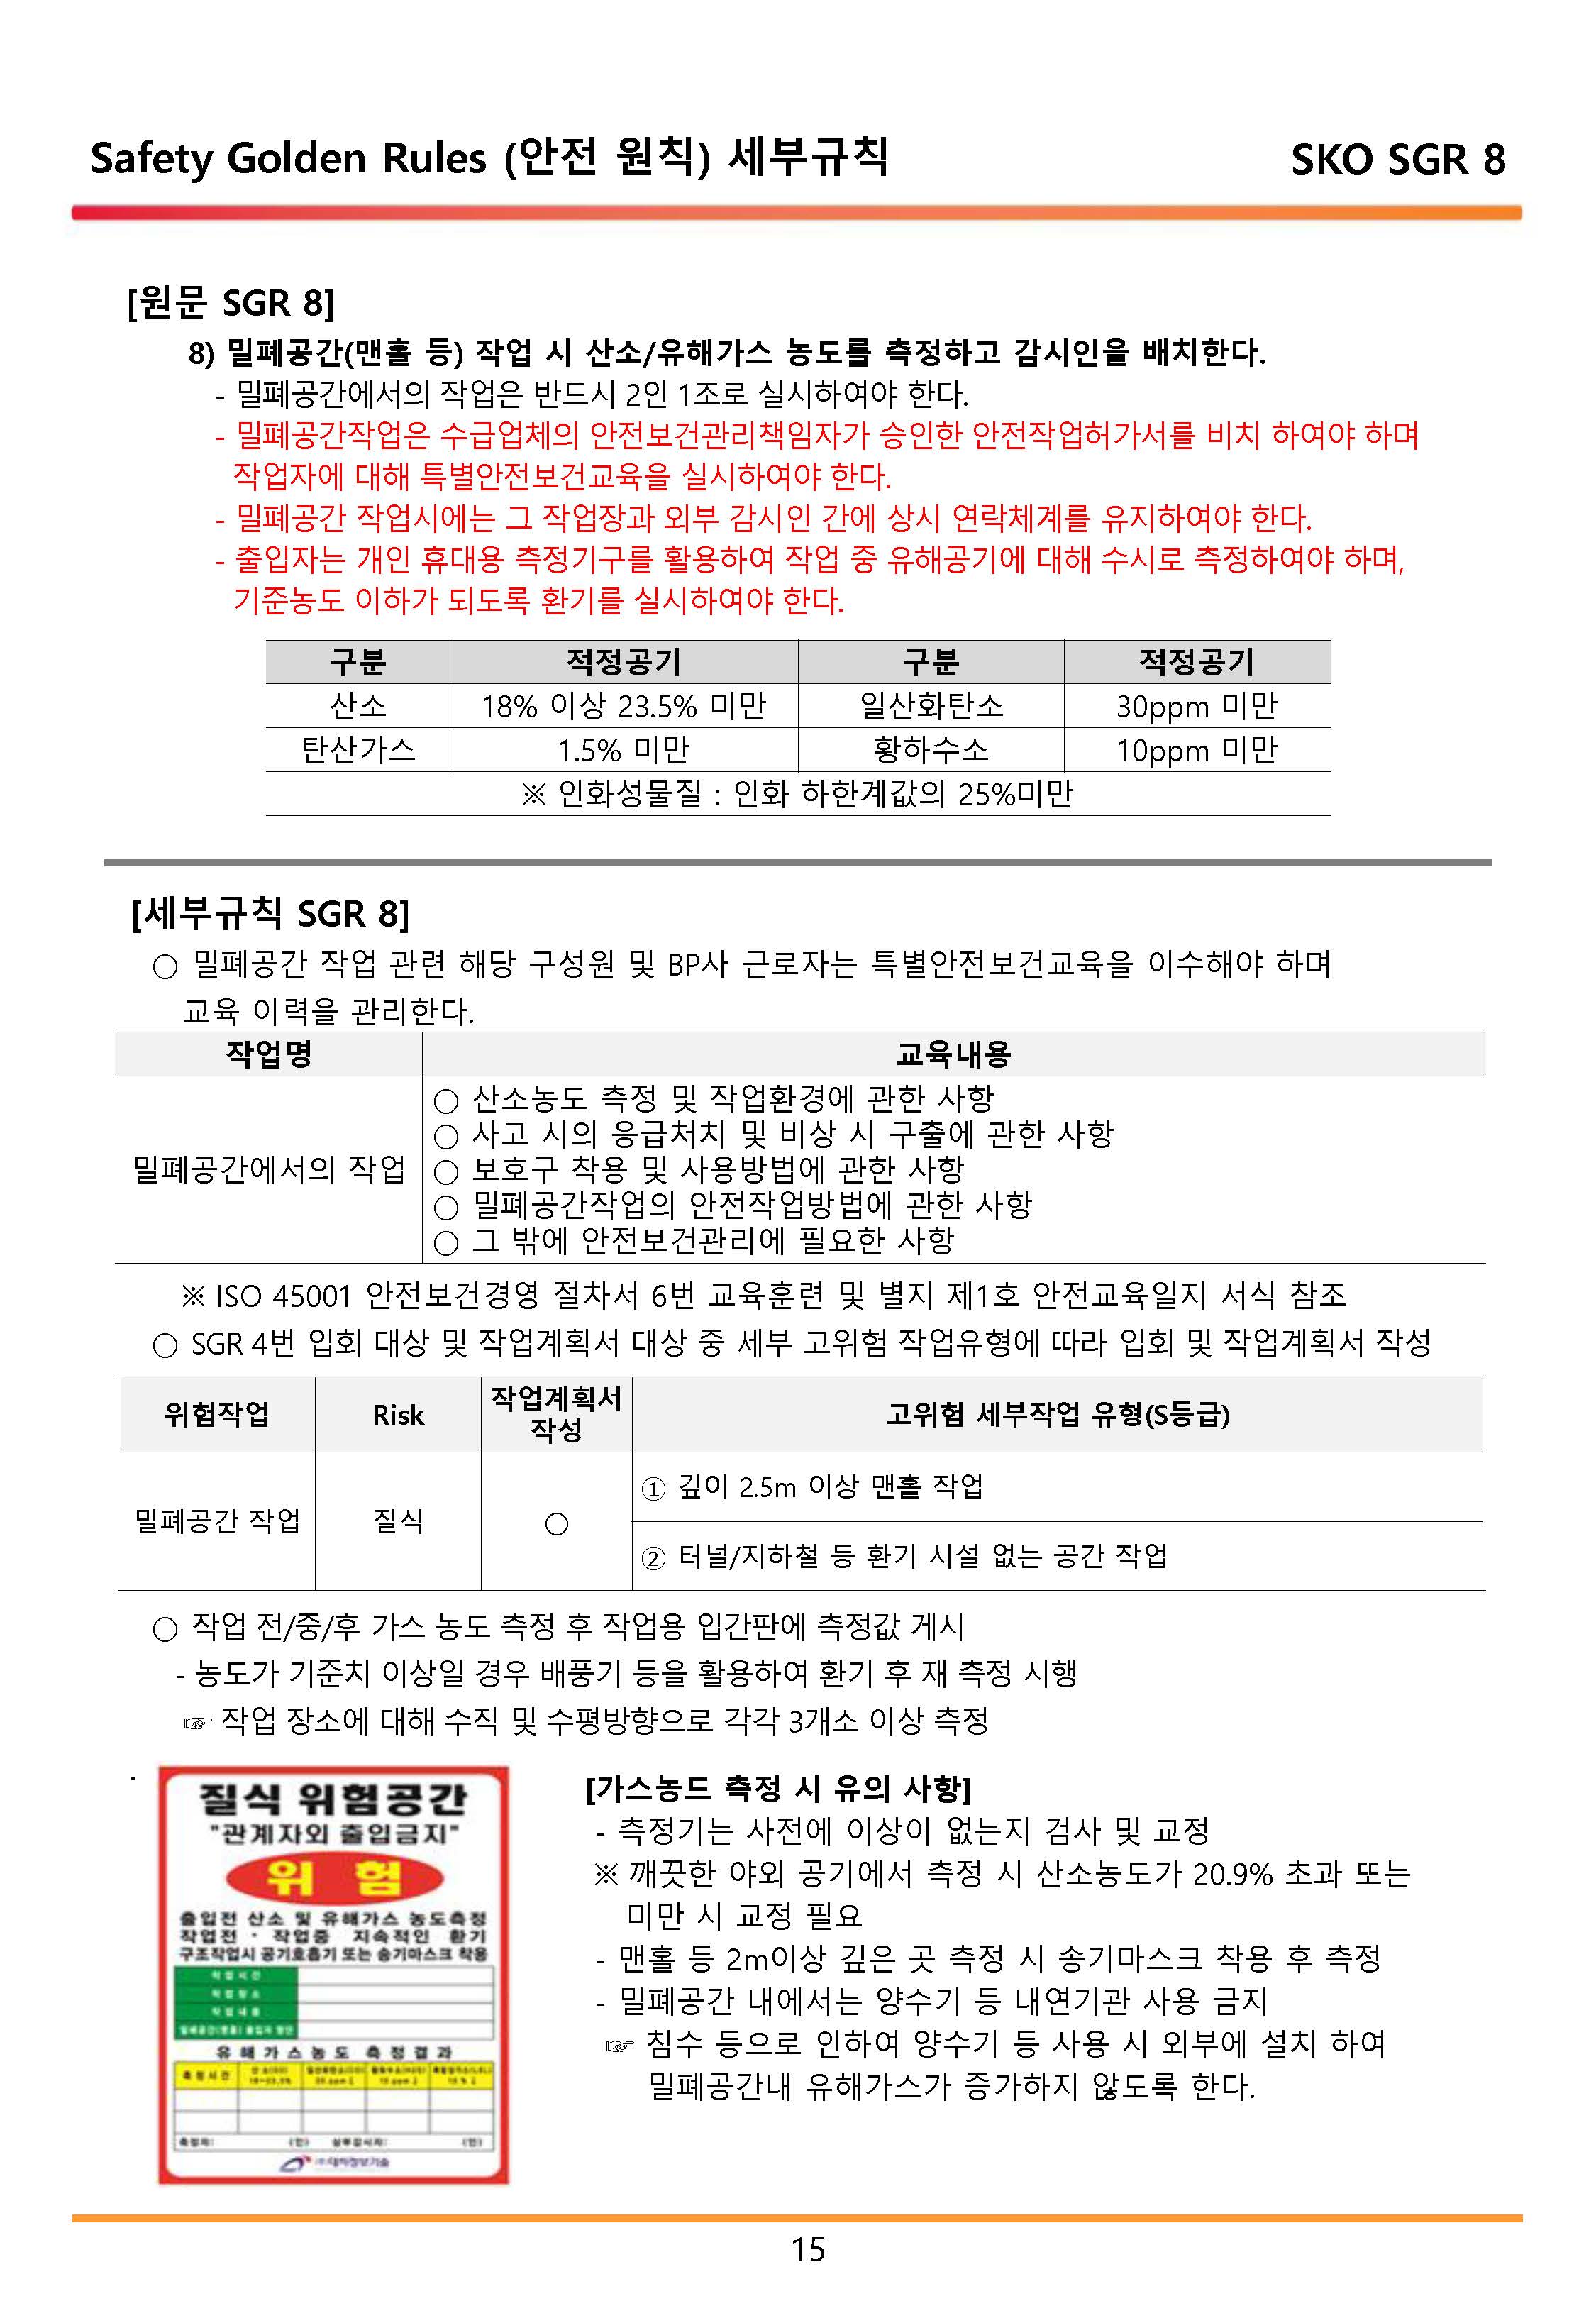 Safety Golden Rules (안전 원칙) 세부규칙
SKO SGR 8
[원문 SGR 8]
8) 밀폐공간(맨홀 등) 작업 시 산소/유해가스 농도를 측정하고 감시인을 배치한다.
- 밀폐공간에서의 작업은 반드시 2인 1조로 실시하여야 한다.
- 밀폐공간작업은 수급업체의 안전보건관리책임자가 승인한 안전작업허가서를 비치 하여야 하며
작업자에 대해 특별안전보건교육을 실시하여야 한다.
- 밀폐공간 작업시에는 그 작업장과 외부 감시인 간에 상시 연락체계를 유지하여야 한다.
- 출입자는 개인 휴대용 측정기구를 활용하여 작업 중 유해공기에 대해 수시로 측정하여야 하며,
기준농도 이하가 되도록 환기를 실시하여야 한다.
구분 적정공기 구분 적정공기
산소 18% 이상 23.5% 미만 일산화탄소 30ppm 미만
탄산가스 1.5% 미만 황하수소 10ppm 미만
※ 인화성물질 : 인화 하한계값의 25%미만
[세부규칙 SGR 8]
○ 밀폐공간 작업 관련 해당 구성원 및 BP사 근로자는 특별안전보건교육을 이수해야 하며
교육 이력을 관리한다.
작업명 교육내용
밀폐공간에서의 작업
○ 산소농도 측정 및 작업환경에 관한 사항
○ 사고 시의 응급처치 및 비상 시 구출에 관한 사항
○ 보호구 착용 및 사용방법에 관한 사항
○ 밀폐공간작업의 안전작업방법에 관한 사항
○ 그 밖에 안전보건관리에 필요한 사항
※ ISO 45001 안전보건경영 절차서 6번 교육훈련 및 별지 제1호 안전교육일지 서식 참조
○ SGR 4번 입회 대상 및 작업계획서 대상 중 세부 고위험 작업유형에 따라 입회 및 작업계획서 작성
위험작업 Risk 작업계획서 작성 고위험 세부작업 유형(S등급)
밀폐공간 작업 질식 ○
① 깊이 2.5m 이상 맨홀 작업
② 터널/지하철 등 환기 시설 없는 공간 작업
○ 작업 전/중/후 가스 농도 측정 후 작업용 입간판에 측정값 게시
- 농도가 기준치 이상일 경우 배풍기 등을 활용하여 환기 후 재 측정 시행
☞ 작업 장소에 대해 수직 및 수평방향으로 각각 3개소 이상 측정
.
질식 위험공간
"관계자외 출입금지"
위 험
출입전 산소 및 유해가스 농도측정
작업전 · 작업중 지속적인 환기
구조작업시 공기호흡기 또는 송기마스크 착용
작업시간
작업장소
작업내용
유해가스농도 측정결과
측정시간
[가스농드 측정 시 유의 사항]
- 측정기는 사전에 이상이 없는지 검사 및 교정
※ 깨끗한 야외 공기에서 측정 시 산소농도가 20.9% 초과 또는
미만 시 교정 필요
- 맨홀 등 2m이상 깊은 곳 측정 시 송기마스크 착용 후 측정
- 밀폐공간 내에서는 양수기 등 내연기관 사용 금지
☞ 침수 등으로 인하여 양수기 등 사용 시 외부에 설치 하여
밀폐공간내 유해가스가 증가하지 않도록 한다.
15